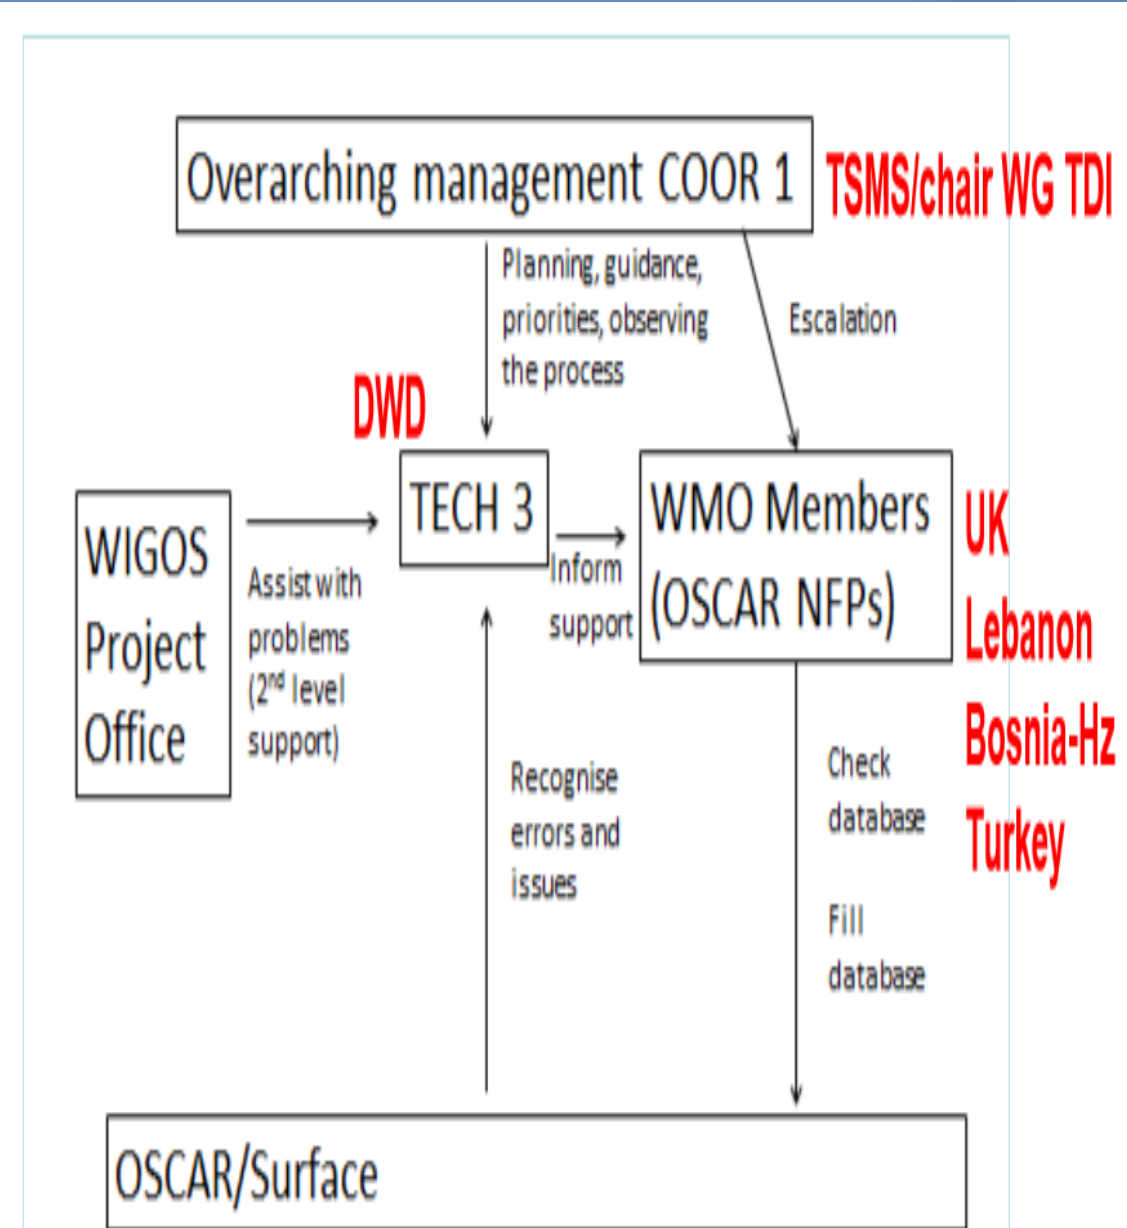 Overarching management COOR 1
TSMS/chair WG TDI
Planning, guidance,
priorities, observing
the process
Escalation
DWD
TECH 3
WMO Members
(OSCAR NFPs)
UK
Lebanon
Bosnia-Hz
Turkey
WIGOS
Project
Office
Assist with
problems
(2nd level
support)
Inform
support
Recognise
errors and
issues
Check
database
Fill
database
OSCAR/Surface